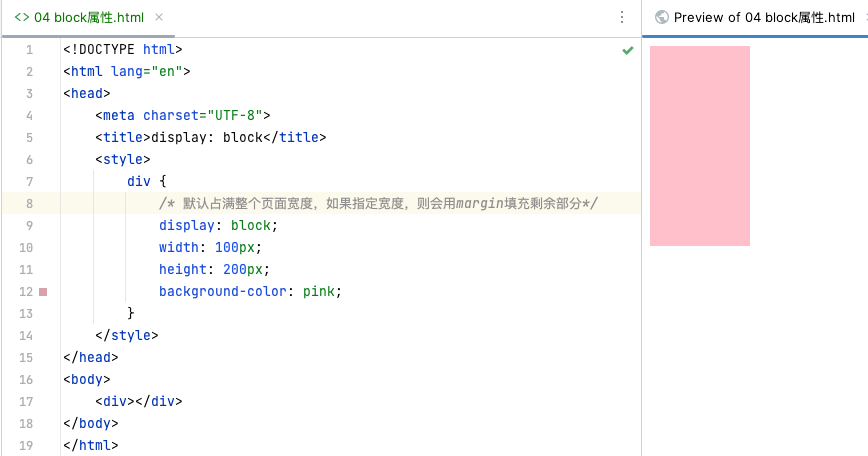 <> 04 block属性.html ×
Preview of 04 block属性.html
1 <!DOCTYPE html>
2 <html lang="en">
3 <head>
4     <meta charset="UTF-8">
5     <title>display: block</title>
6     <style>
7         div {
8             /* 默认占满整个页面宽度，如果指定宽度，则会用margin填充剩余部分*/
9             display: block;
10             width: 100px;
11             height: 200px;
12             background-color: pink;
13         }
14     </style>
15 </head>
16 <body>
17     <div></div>
18 </body>
19 </html>